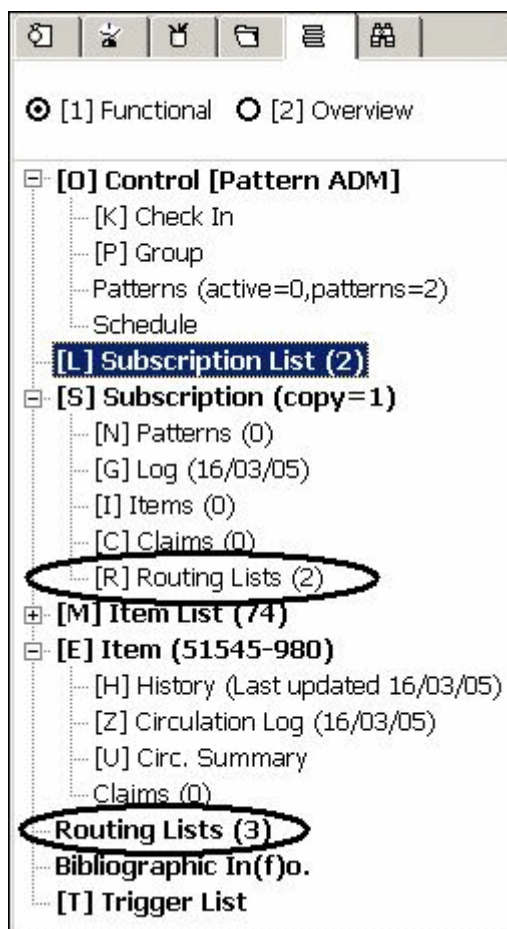 [1] Functional [2] Overview
[O] Control [Pattern ADM]
[K] Check In
[P] Group
Patterns (active=0,patterns=2)
Schedule
[L] Subscription List (2)
[S] Subscription (copy=1)
[N] Patterns (0)
[G] Log (16/03/05)
[I] Items (0)
[C] Claims (0)
[R] Routing Lists (2)
[M] Item List (74)
[E] Item (51545-980)
[H] History (Last updated 16/03/05)
[Z] Circulation Log (16/03/05)
[U] Circ. Summary
Claims (0)
Routing Lists (3)
Bibliographic In(f)o.
[T] Trigger List